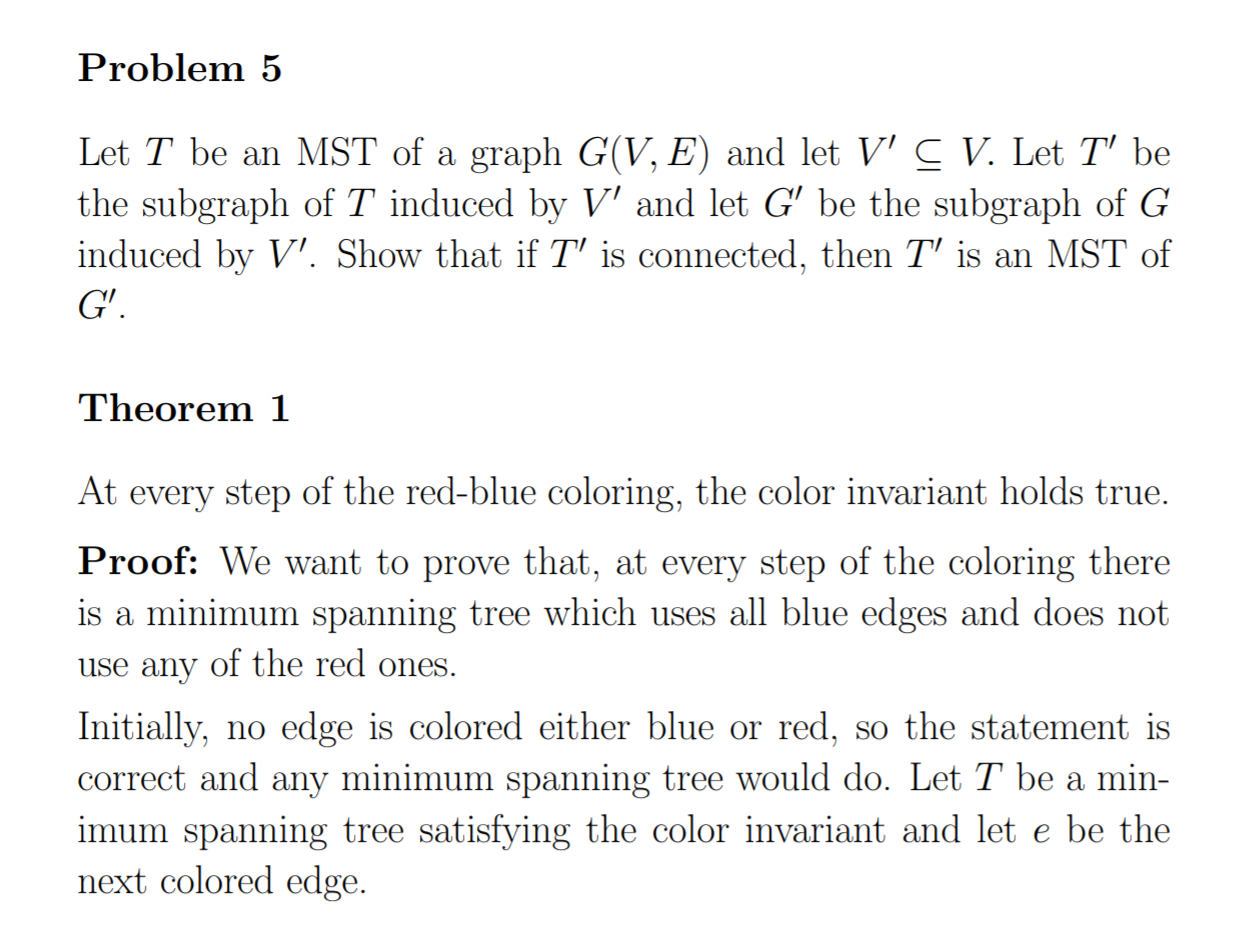 Problem 5
Let T be an MST of a graph G(V, E) and let V′ ⊆ V. Let T′ be
the subgraph of T induced by V′ and let G′ be the subgraph of G
induced by V′. Show that if T′ is connected, then T′ is an MST of
G′.
Theorem 1
At every step of the red-blue coloring, the color invariant holds true.
Proof: We want to prove that, at every step of the coloring there
is a minimum spanning tree which uses all blue edges and does not
use any of the red ones.
Initially, no edge is colored either blue or red, so the statement is
correct and any minimum spanning tree would do. Let T be a min-
imum spanning tree satisfying the color invariant and let e be the
next colored edge.